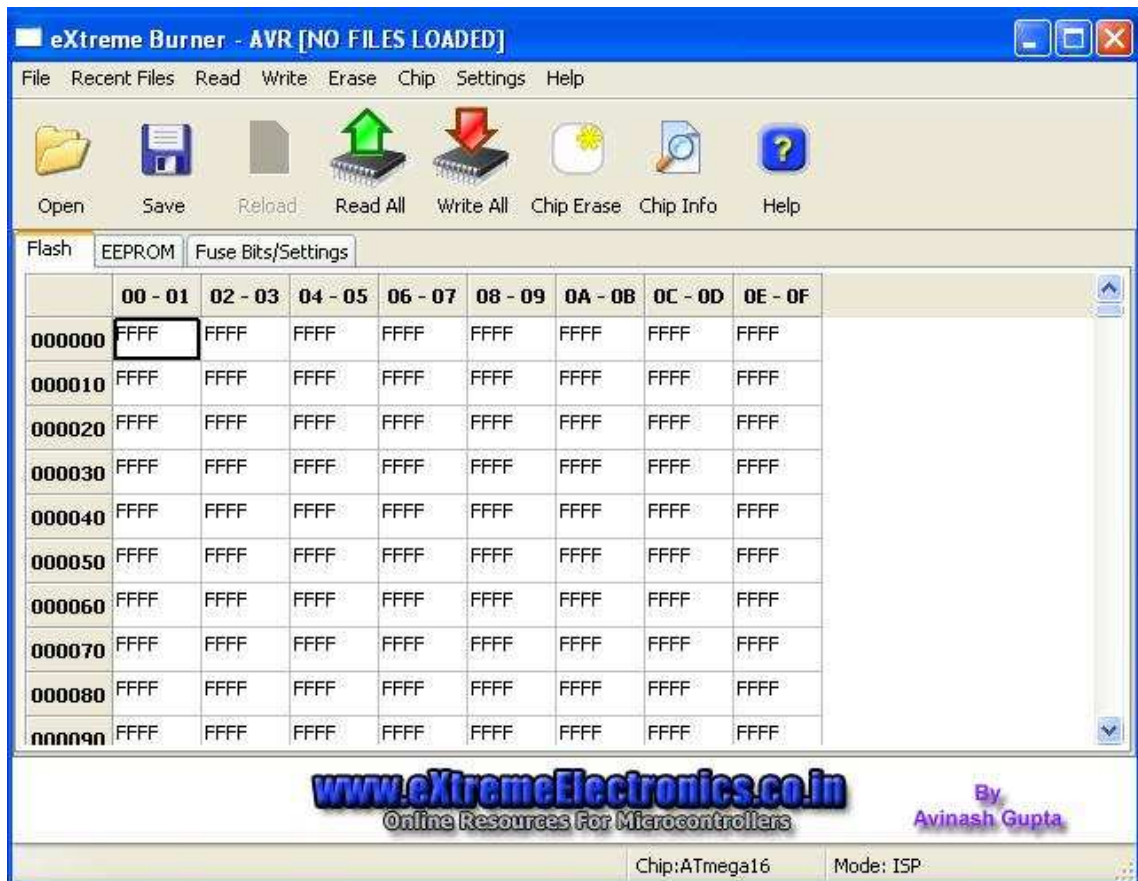 eXtreme Burner - AVR [NO FILES LOADED]
File Recent Files Read Write Erase Chip Settings Help
Open Save Reload Read All Write All Chip Erase Chip Info Help
Flash EEPROM Fuse Bits/Settings
00 - 01 02 - 03 04 - 05 06 - 07 08 - 09 0A - 0B 0C - 0D 0E - 0F
000000 FFFF FFFF FFFF FFFF FFFF FFFF FFFF FFFF
000010 FFFF FFFF FFFF FFFF FFFF FFFF FFFF FFFF
000020 FFFF FFFF FFFF FFFF FFFF FFFF FFFF FFFF
000030 FFFF FFFF FFFF FFFF FFFF FFFF FFFF FFFF
000040 FFFF FFFF FFFF FFFF FFFF FFFF FFFF FFFF
000050 FFFF FFFF FFFF FFFF FFFF FFFF FFFF FFFF
000060 FFFF FFFF FFFF FFFF FFFF FFFF FFFF FFFF
000070 FFFF FFFF FFFF FFFF FFFF FFFF FFFF FFFF
000080 FFFF FFFF FFFF FFFF FFFF FFFF FFFF FFFF
000090 FFFF FFFF FFFF FFFF FFFF FFFF FFFF FFFF
www.eXtremeElectronics.co.in
Online Resources For Microcontrollers
By
Avinash Gupta
Chip:ATmega16 Mode: ISP